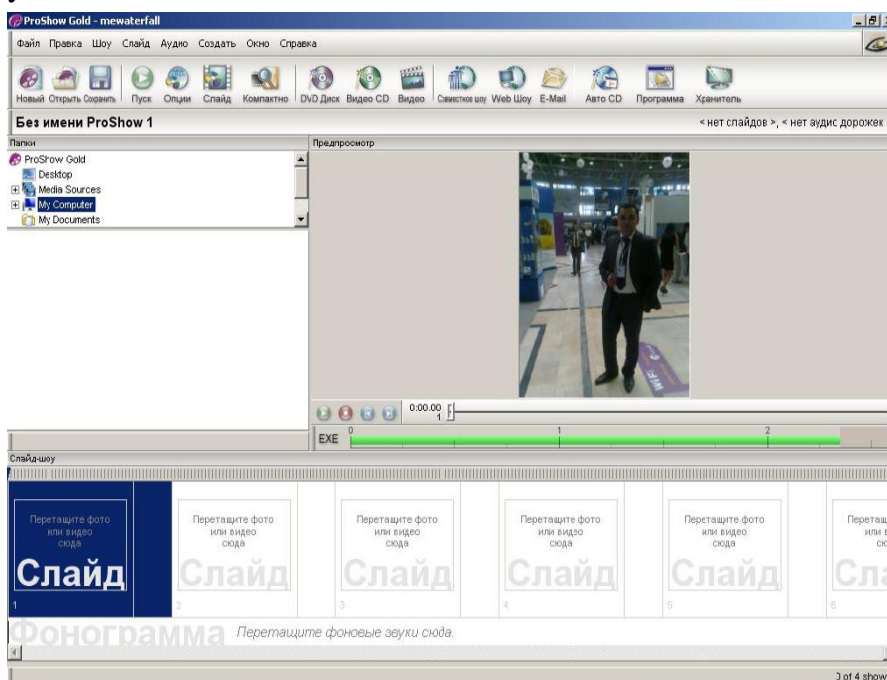 ProShow Gold - mewaterfall
Файл Правка Шоу Слайд Аудио Создать Окно Справка
Новый Открыть Сохранить Пуск Опции Слайд Компактно DVD Диск Видео CD Видео Совместное шоу Web Шоу E-Mail Авто CD Программа Хранитель
Без имени ProShow 1 < нет слайдов >, < нет аудис дорожек
Папки Предпросмотр
ProShow Gold
Desktop
Media Sources
My Computer
My Documents
WiFi
0:00.00
1
EXE 0 1 2
Слайд-шоу
Перетащите фото Перетащите фото Перетащите фото Перетащите фото Перетащите фото Перетащ
или видео или видео или видео или видео или видео или
сюда сюда сюда сюда сюда
Слайд Слайд Слайд Слайд Слайд Сла
1 2 3 4 5 6
Фонограмма Перетащите фоновые звуки сюда.
of 4 show